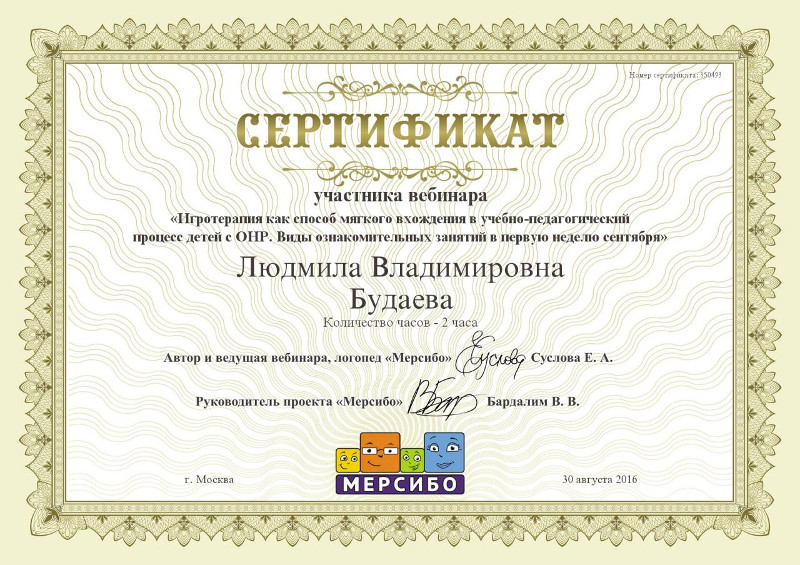 Номер сертификата: 350493
СЕРТИФИКАТ
участника вебинара
«Игротерапия как способ мягкого вхождения в учебно-педагогический
процесс детей с ОНР. Виды ознакомительных занятий в первую неделю сентября»
Людмила Владимировна
Будаева
Количество часов - 2 часа
Автор и ведущая вебинара, логопед «Мерсибо» Суслова Е. А.
Руководитель проекта «Мерсибо» Бардалим В. В.
МЕРСИБО
г. Москва 30 августа 2016